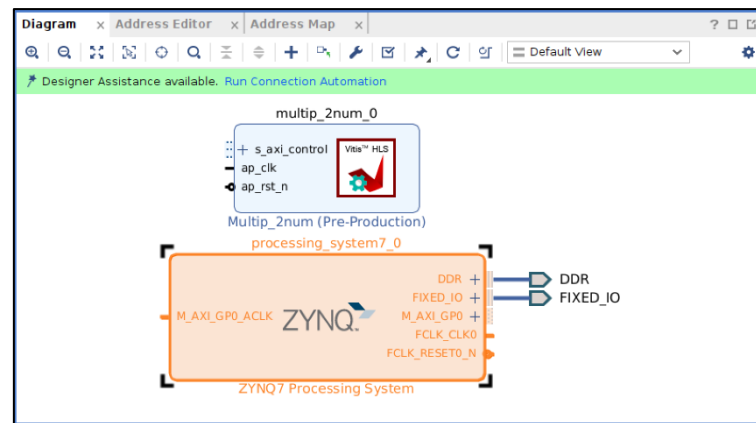 Diagram x Address Editor x Address Map x ?
Default View
Designer Assistance available. Run Connection Automation
multip_2num_0
s_axi_control
ap_clk
ap_rst_n
Vitis™ HLS
Multip_2num (Pre-Production)
processing_system7_0
M_AXI_GP0_ACLK
ZYNQ™
DDR
FIXED_IO
M_AXI_GP0
FCLK_CLK0
FCLK_RESET0_N
DDR
FIXED_IO
ZYNQ7 Processing System